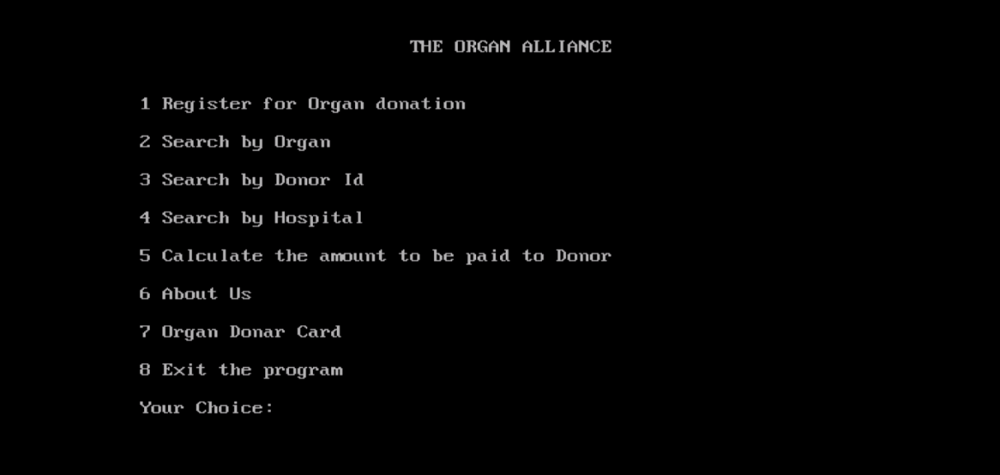 THE ORGAN ALLIANCE
1 Register for Organ donation
2 Search by Organ
3 Search by Donor Id
4 Search by Hospital
5 Calculate the amount to be paid to Donor
6 About Us
7 Organ Donar Card
8 Exit the program
Your Choice: